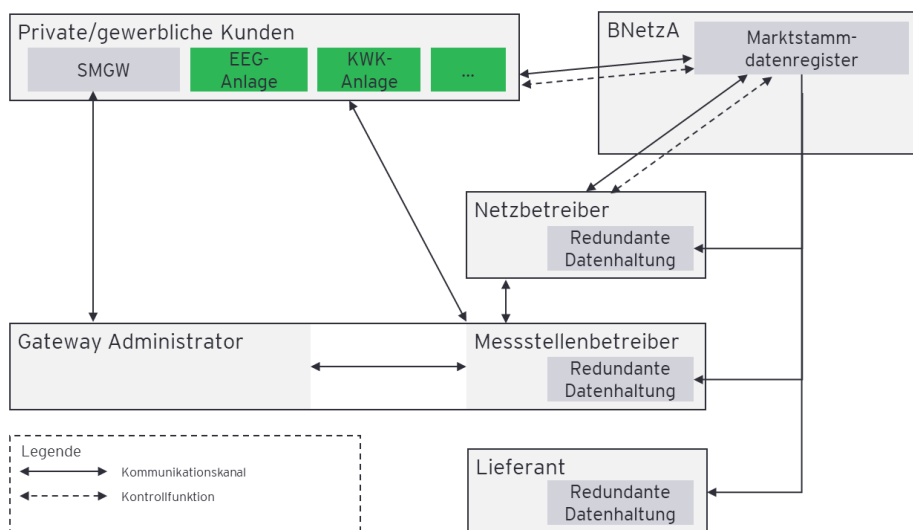 Private/gewerbliche Kunden
SMGW
EEG-
Anlage
KWK-
Anlage
...
BNetzA
Marktstamm-
datenregister
Netzbetreiber
Redundante
Datenhaltung
Gateway Administrator
Messstellenbetreiber
Redundante
Datenhaltung
Legende
Kommunikationskanal
Kontrollfunktion
Lieferant
Redundante
Datenhaltung